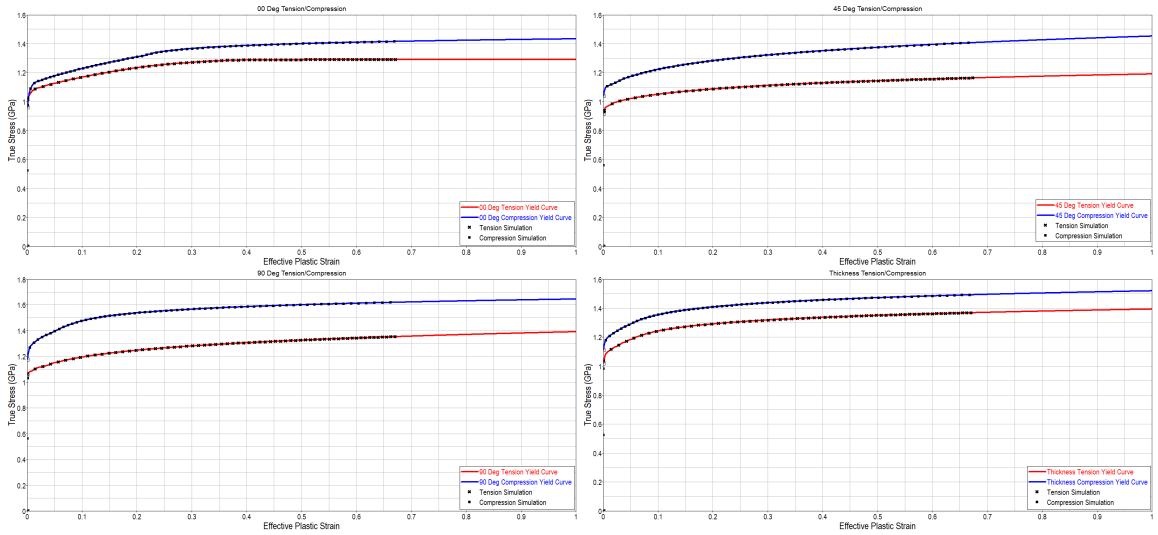 00 Deg Tension/Compression
True Stress (GPa)
1.6
1.4
1.2
1
0.8
0.6
0.4
0.2
0
00 Deg Tension Yield Curve
00 Deg Compression Yield Curve
Tension Simulation
Compression Simulation
0 0.1 0.2 0.3 0.4 0.5 0.6 0.7 0.8 0.9 1
Effective Plastic Strain
45 Deg Tension/Compression
True Stress (GPa)
1.6
1.4
1.2
1
0.8
0.6
0.4
0.2
0
45 Deg Tension Yield Curve
45 Deg Compression Yield Curve
Tension Simulation
Compression Simulation
0 0.1 0.2 0.3 0.4 0.5 0.6 0.7 0.8 0.9 1
Effective Plastic Strain
90 Deg Tension/Compression
True Stress (GPa)
1.8
1.6
1.4
1.2
1
0.8
0.6
0.4
0.2
0
90 Deg Tension Yield Curve
90 Deg Compression Yield Curve
Tension Simulation
Compression Simulation
0 0.1 0.2 0.3 0.4 0.5 0.6 0.7 0.8 0.9 1
Effective Plastic Strain
Thickness Tension/Compression
True Stress (GPa)
1.6
1.4
1.2
1
0.8
0.6
0.4
0.2
0
Thickness Tension Yield Curve
Thickness Compression Yield Curve
Tension Simulation
Compression Simulation
0 0.1 0.2 0.3 0.4 0.5 0.6 0.7 0.8 0.9 1
Effective Plastic Strain